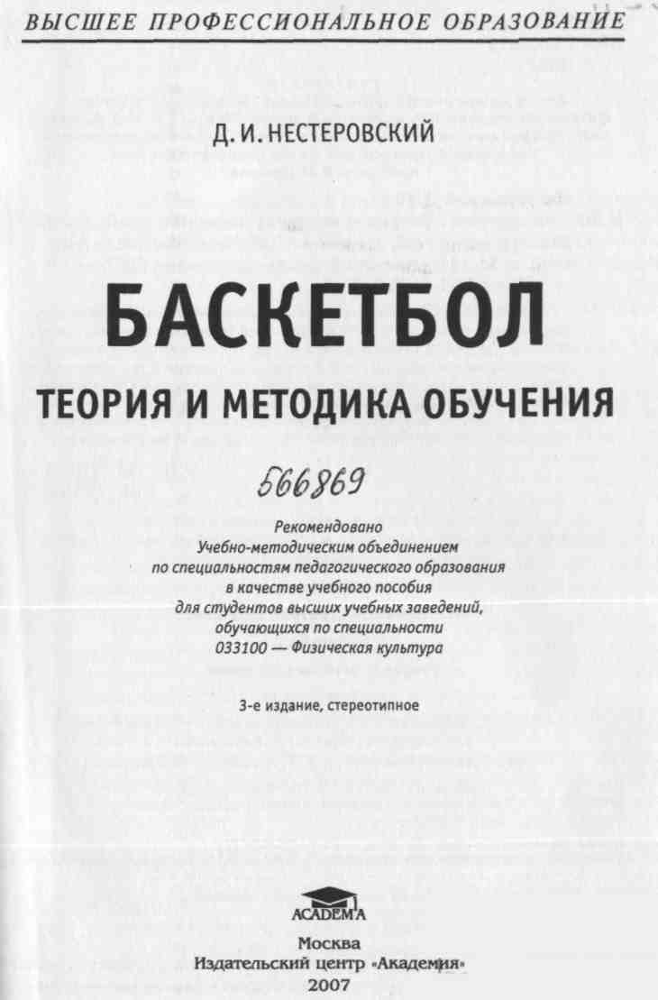 ВЫСШЕЕ ПРОФЕССИОНАЛЬНОЕ ОБРАЗОВАНИЕ
Д. И. НЕСТЕРОВСКИЙ
БАСКЕТБОЛ
ТЕОРИЯ И МЕТОДИКА ОБУЧЕНИЯ
566869
Рекомендовано
Учебно-методическим объединением
по специальностям педагогического образования
в качестве учебного пособия
для студентов высших учебных заведений,
обучающихся по специальности
033100 — Физическая культура
3-е издание, стереотипное
ACADEMA
Москва
Издательский центр «Академия»
2007